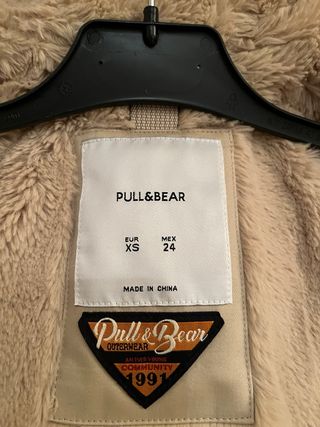 PULL&BEAR
EUR MEX
XS 24
MADE IN CHINA
Pull & Bear
OUTERWEAR
COMMUNITY
1991